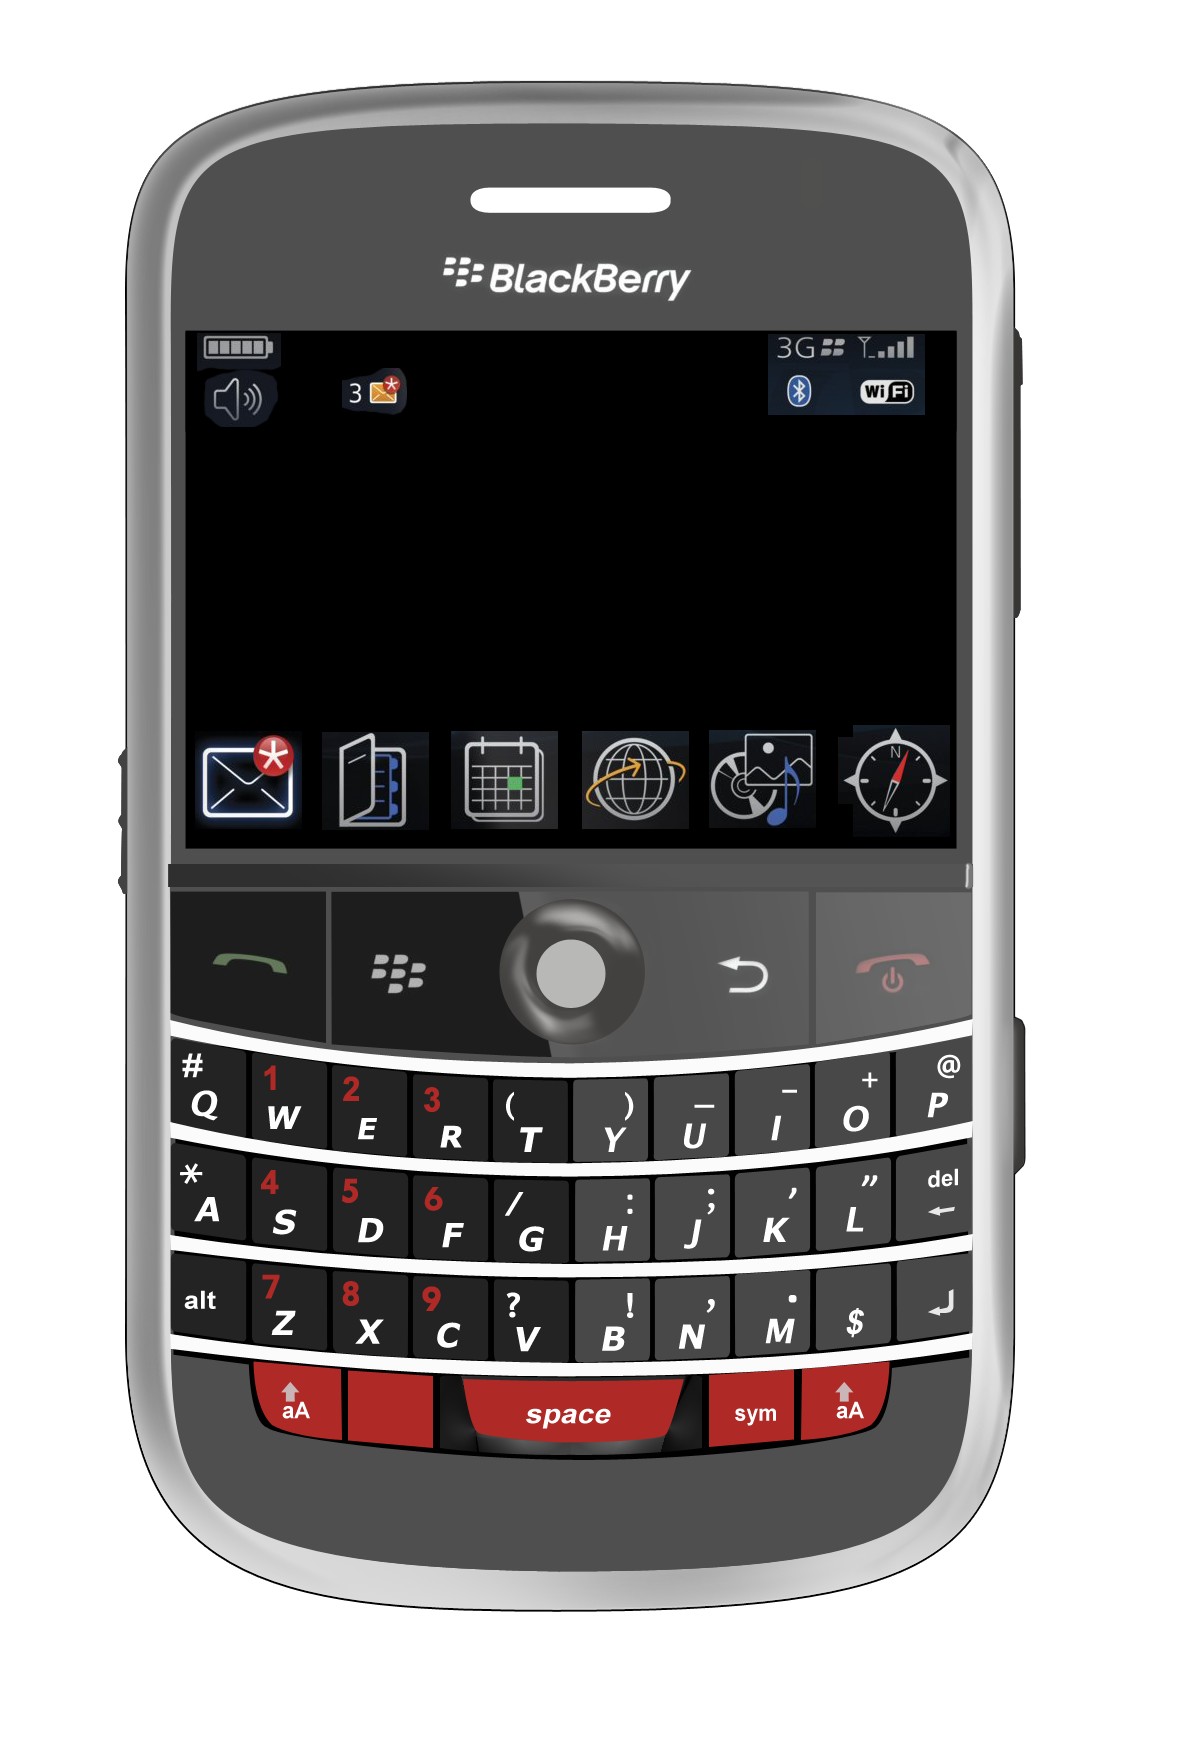 BlackBerry
3G
3
Wi Fi
N
# 1 2 3 ( ) _ – + @
Q W E R T Y U I O P
* 4 5 6 / : ; ’ ” del
A S D F G H J K L
alt 7 8 9 ? ! , .
Z X C V B N M $
aA space sym aA